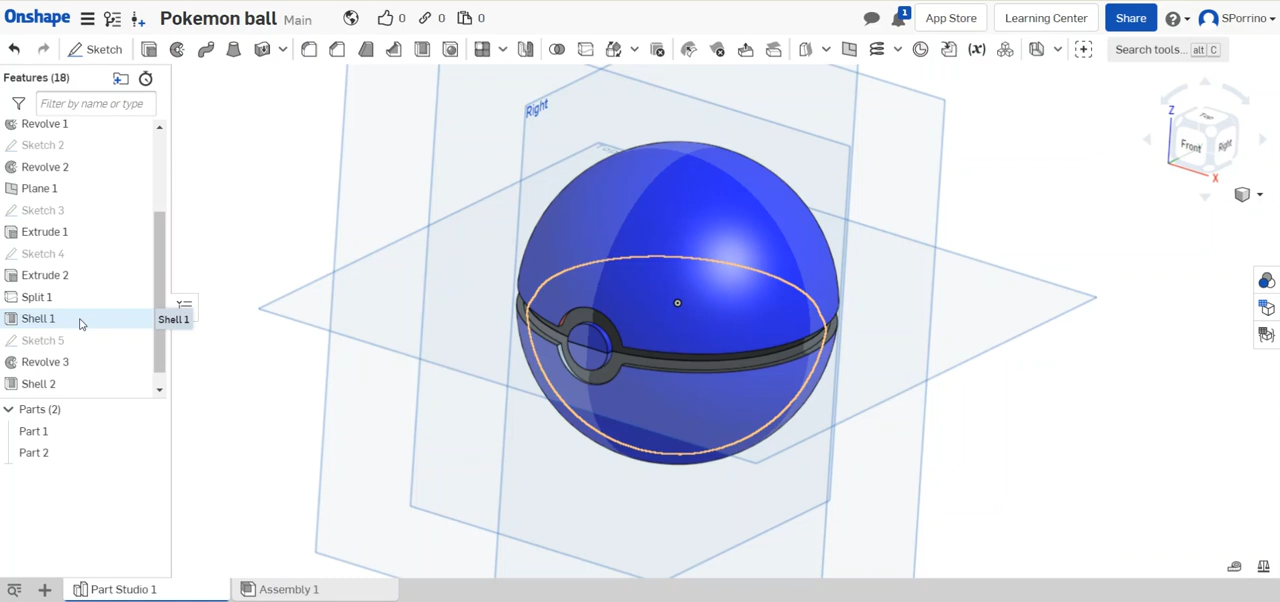 Onshape Pokemon ball Main 0 0 0 1 App Store Learning Center Share SPorrino
Sketch (x) Search tools... alt C
Features (18)
Filter by name or type
Revolve 1
Sketch 2
Revolve 2
Plane 1
Sketch 3
Extrude 1
Sketch 4
Extrude 2
Split 1
Shell 1
Shell 1
Sketch 5
Revolve 3
Shell 2
Parts (2)
Part 1
Part 2
Right
Z
Top
Front
Right
X
Part Studio 1
Assembly 1